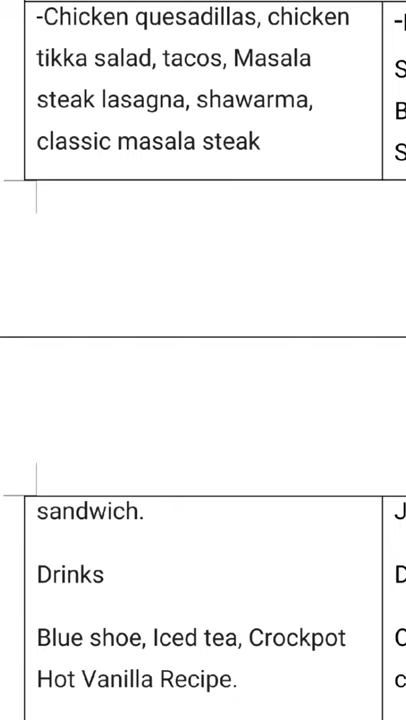 -Chicken quesadillas, chicken
tikka salad, tacos, Masala
steak lasagna, shawarma,
classic masala steak
sandwich.
Drinks
Blue shoe, Iced tea, Crockpot
Hot Vanilla Recipe.